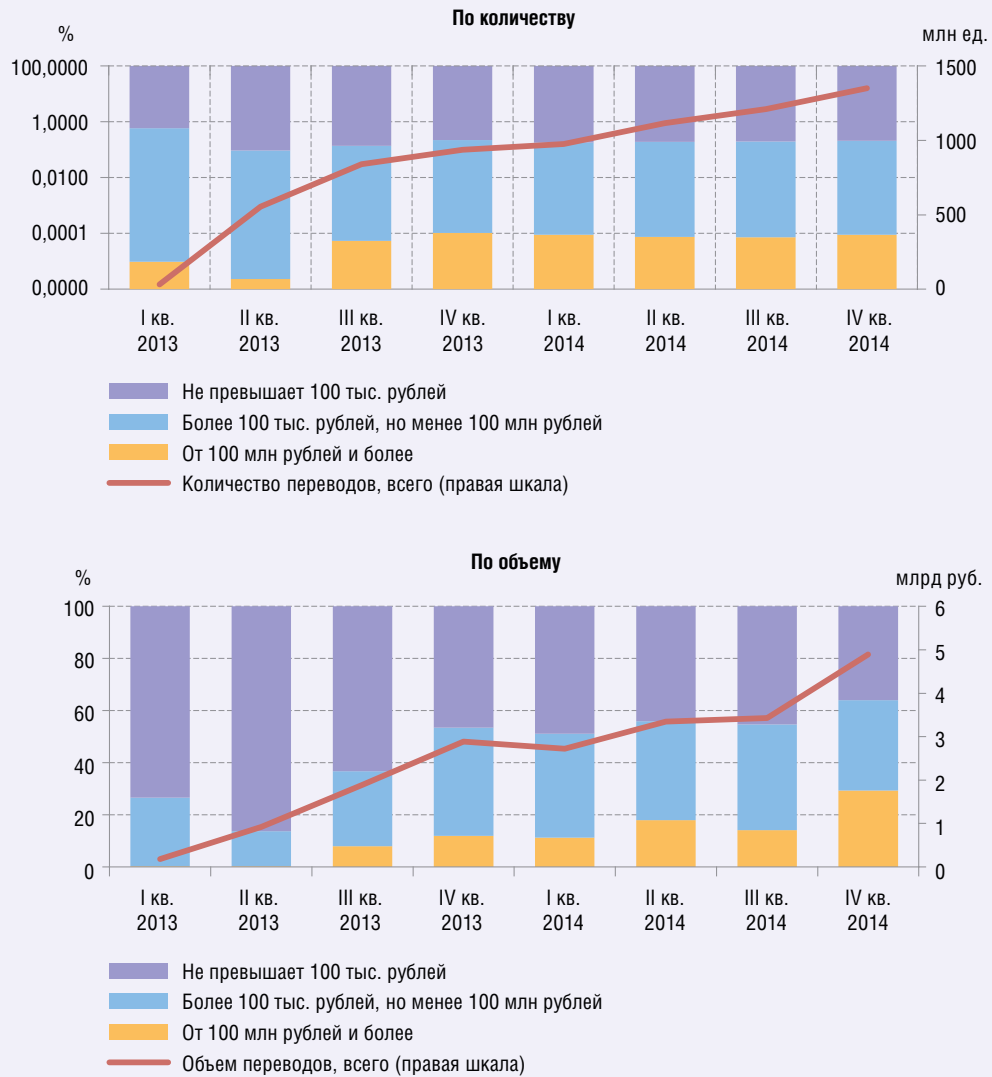 По количеству
%
млн ед.
100,0000
1,0000
0,0100
0,0001
0,0000
1500
1000
500
0
I кв. 2013
II кв. 2013
III кв. 2013
IV кв. 2013
I кв. 2014
II кв. 2014
III кв. 2014
IV кв. 2014
Не превышает 100 тыс. рублей
Более 100 тыс. рублей, но менее 100 млн рублей
От 100 млн рублей и более
Количество переводов, всего (правая шкала)
По объему
%
млрд руб.
100
80
60
40
20
0
6
5
4
3
2
1
0
I кв. 2013
II кв. 2013
III кв. 2013
IV кв. 2013
I кв. 2014
II кв. 2014
III кв. 2014
IV кв. 2014
Не превышает 100 тыс. рублей
Более 100 тыс. рублей, но менее 100 млн рублей
От 100 млн рублей и более
Объем переводов, всего (правая шкала)